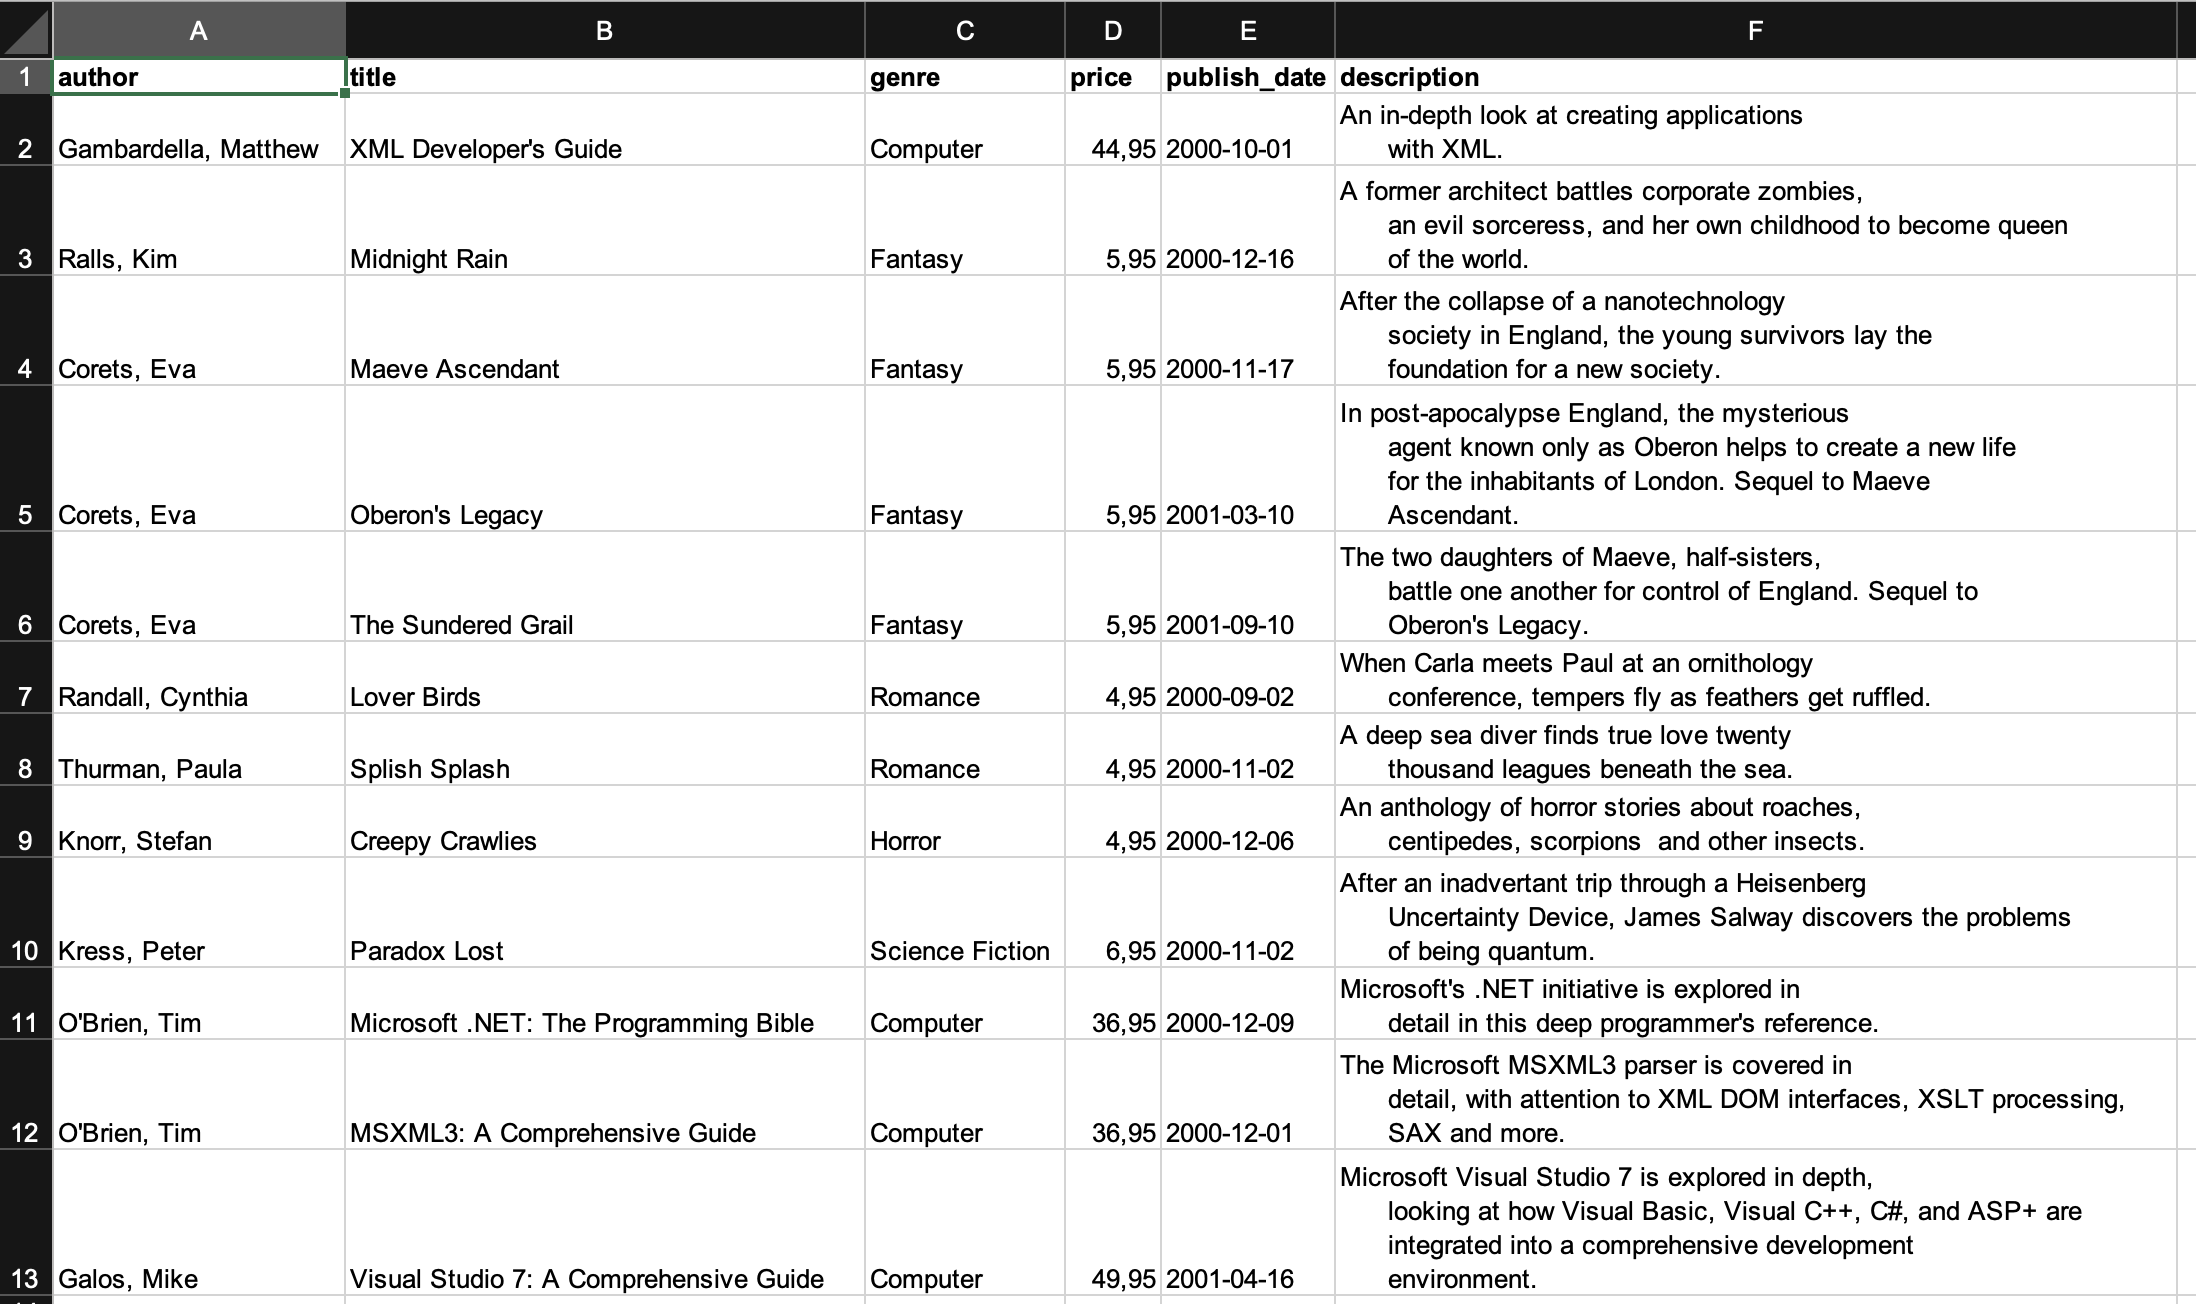 A B C D E F
1 author title genre price publish_date description
An in-depth look at creating applications
2 Gambardella, Matthew XML Developer's Guide Computer 44,95 2000-10-01 with XML.
A former architect battles corporate zombies,
an evil sorceress, and her own childhood to become queen
3 Ralls, Kim Midnight Rain Fantasy 5,95 2000-12-16 of the world.
After the collapse of a nanotechnology
society in England, the young survivors lay the
4 Corets, Eva Maeve Ascendant Fantasy 5,95 2000-11-17 foundation for a new society.
In post-apocalypse England, the mysterious
agent known only as Oberon helps to create a new life
for the inhabitants of London. Sequel to Maeve
5 Corets, Eva Oberon's Legacy Fantasy 5,95 2001-03-10 Ascendant.
The two daughters of Maeve, half-sisters,
battle one another for control of England. Sequel to
6 Corets, Eva The Sundered Grail Fantasy 5,95 2001-09-10 Oberon's Legacy.
When Carla meets Paul at an ornithology
7 Randall, Cynthia Lover Birds Romance 4,95 2000-09-02 conference, tempers fly as feathers get ruffled.
A deep sea diver finds true love twenty
8 Thurman, Paula Splish Splash Romance 4,95 2000-11-02 thousand leagues beneath the sea.
An anthology of horror stories about roaches,
9 Knorr, Stefan Creepy Crawlies Horror 4,95 2000-12-06 centipedes, scorpions  and other insects.
After an inadvertant trip through a Heisenberg
Uncertainty Device, James Salway discovers the problems
10 Kress, Peter Paradox Lost Science Fiction 6,95 2000-11-02 of being quantum.
Microsoft's .NET initiative is explored in
11 O'Brien, Tim Microsoft .NET: The Programming Bible Computer 36,95 2000-12-09 detail in this deep programmer's reference.
The Microsoft MSXML3 parser is covered in
detail, with attention to XML DOM interfaces, XSLT processing,
12 O'Brien, Tim MSXML3: A Comprehensive Guide Computer 36,95 2000-12-01 SAX and more.
Microsoft Visual Studio 7 is explored in depth,
looking at how Visual Basic, Visual C++, C#, and ASP+ are
integrated into a comprehensive development
13 Galos, Mike Visual Studio 7: A Comprehensive Guide Computer 49,95 2001-04-16 environment.